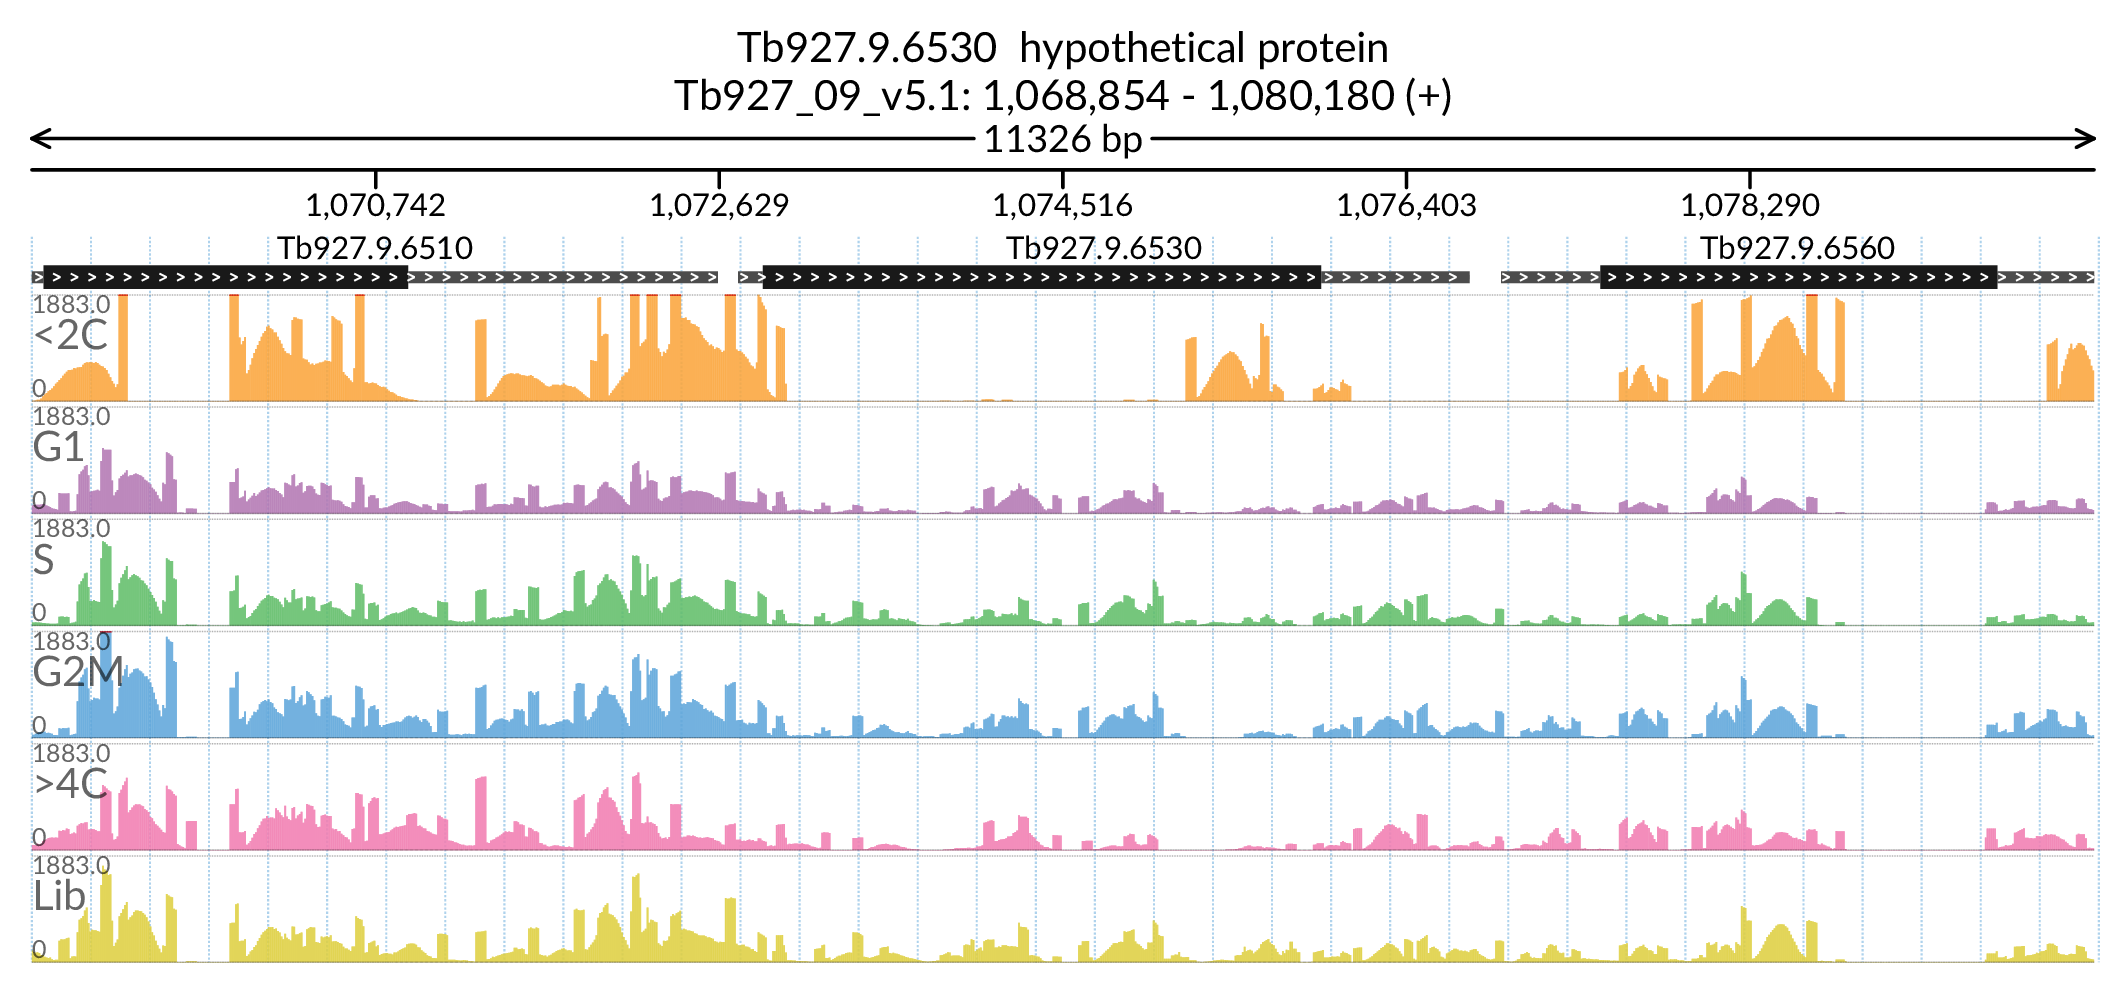 Tb927.9.6530  hypothetical protein
Tb927_09_v5.1: 1,068,854 - 1,080,180 (+)
11326 bp
1,070,742 1,072,629 1,074,516 1,076,403 1,078,290
Tb927.9.6510 Tb927.9.6530 Tb927.9.6560
1883.0
<2C
0
1883.0
G1
0
1883.0
S
0
1883.0
G2M
0
1883.0
>4C
0
1883.0
Lib
0